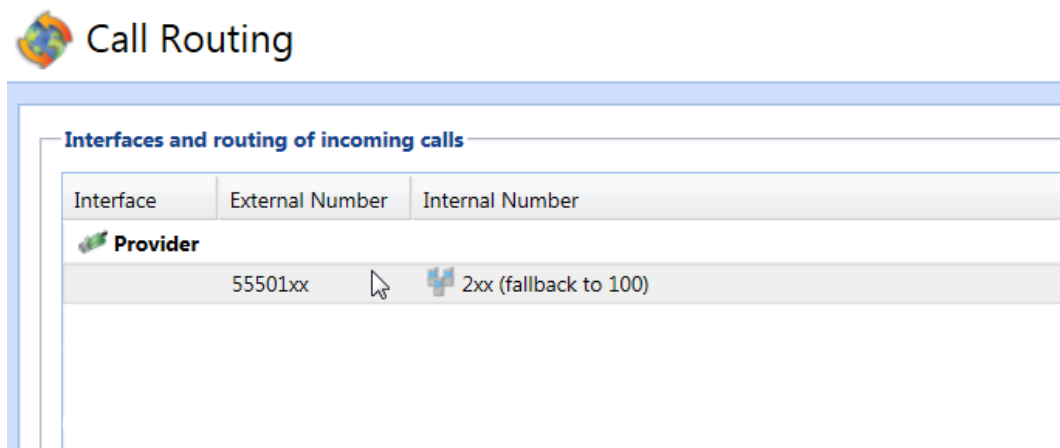 Call Routing
Interfaces and routing of incoming calls
Interface External Number Internal Number
Provider
55501xx 2xx (fallback to 100)